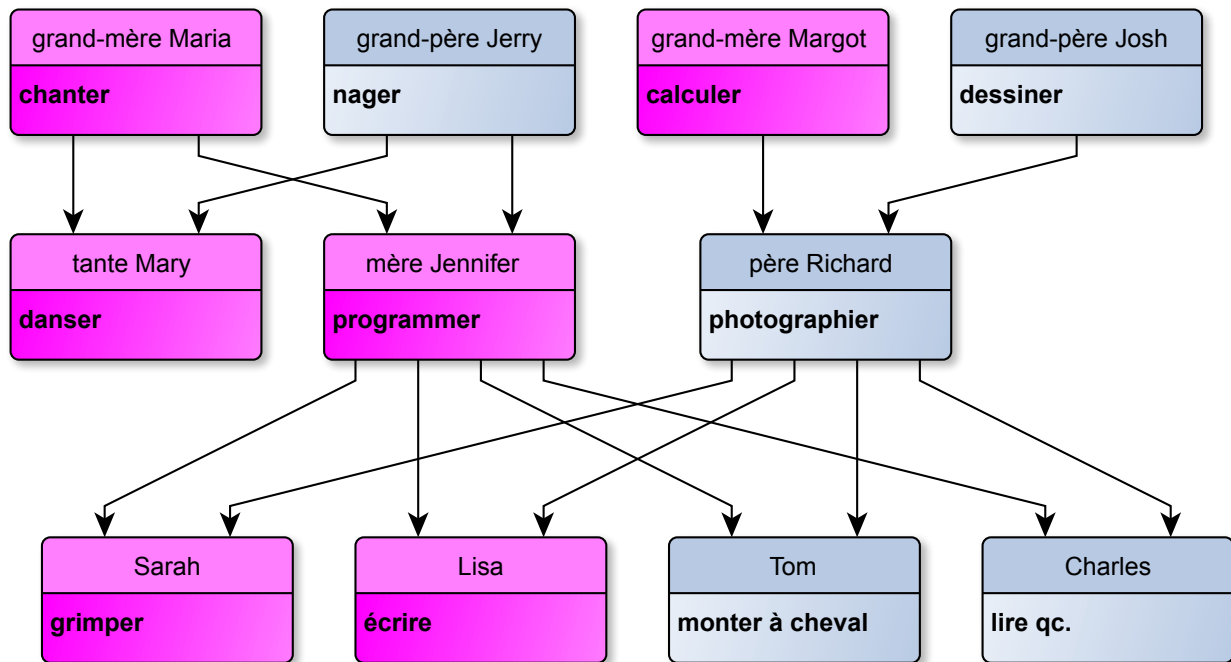 grand-mère Maria
chanter
grand-père Jerry
nager
grand-mère Margot
calculer
grand-père Josh
dessiner
tante Mary
danser
mère Jennifer
programmer
père Richard
photographier
Sarah
grimper
Lisa
écrire
Tom
monter à cheval
Charles
lire qc.